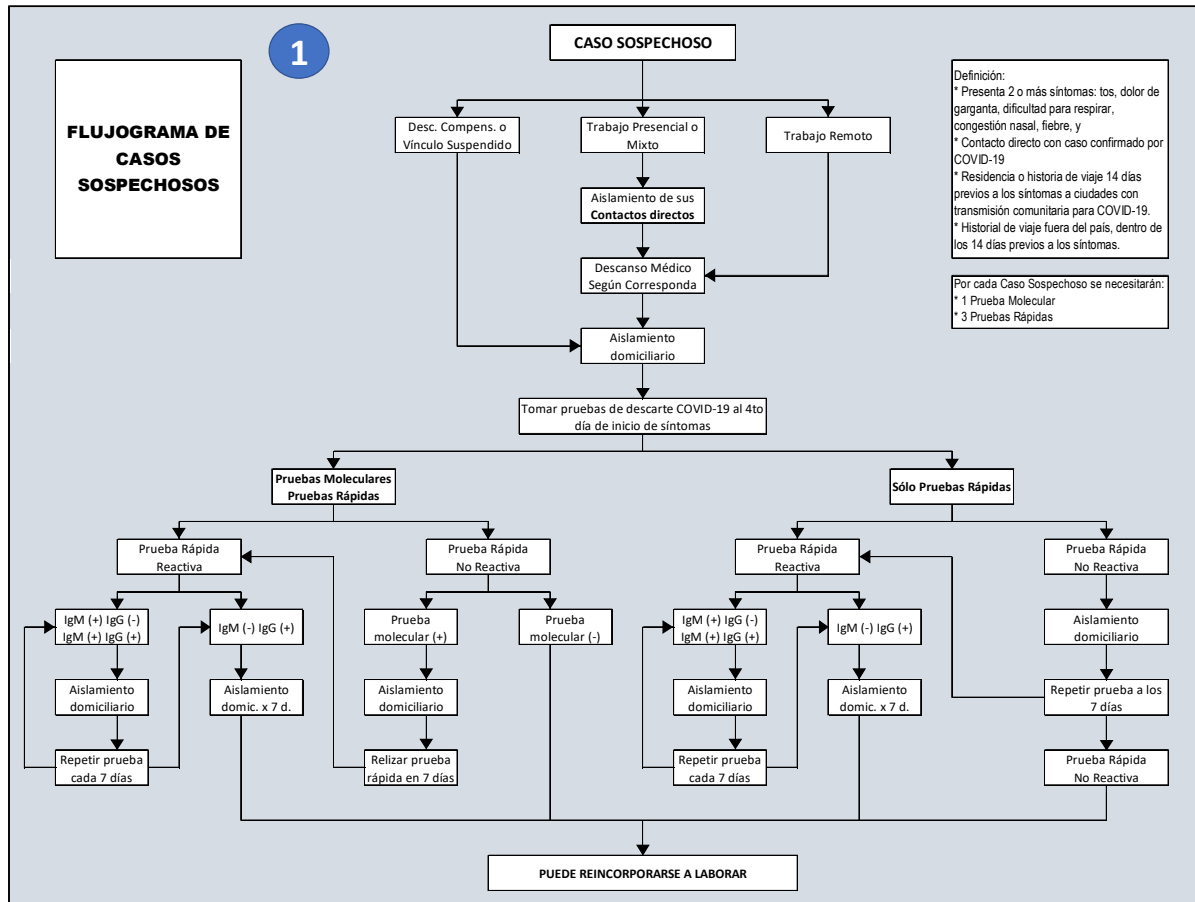 1
CASO SOSPECHOSO
FLUJOGRAMA DE
CASOS
SOSPECHOSOS
Definición:
* Presenta 2 o más síntomas: tos, dolor de
garganta, dificultad para respirar,
congestión nasal, fiebre, y
* Contacto directo con caso confirmado por
COVID-19
* Residencia o historia de viaje 14 días
previos a los síntomas a ciudades con
transmisión comunitaria para COVID-19.
* Historial de viaje fuera del país, dentro de
los 14 días previos a los síntomas.
Desc. Compens. o
Vínculo Suspendido
Trabajo Presencial o
Mixto
Trabajo Remoto
Aislamiento de sus
Contactos directos
Descanso Médico
Según Corresponda
Por cada Caso Sospechoso se necesitarán:
* 1 Prueba Molecular
* 3 Pruebas Rápidas
Aislamiento
domiciliario
Tomar pruebas de descarte COVID-19 al 4to
día de inicio de síntomas
Pruebas Moleculares
Pruebas Rápidas
Sólo Pruebas Rápidas
Prueba Rápida
Reactiva
Prueba Rápida
No Reactiva
Prueba Rápida
Reactiva
Prueba Rápida
No Reactiva
IgM (+) IgG (-)
IgM (+) IgG (+)
IgM (-) IgG (+)
Prueba
molecular (+)
Prueba
molecular (-)
IgM (+) IgG (-)
IgM (+) IgG (+)
IgM (-) IgG (+)
Aislamiento
domiciliario
Aislamiento
domiciliario
Aislamiento
domic. x 7 d.
Aislamiento
domiciliario
Aislamiento
domiciliario
Aislamiento
domic. x 7 d.
Repetir prueba a los
7 días
Repetir prueba
cada 7 días
Relizar prueba
rápida en 7 días
Repetir prueba
cada 7 días
Prueba Rápida
No Reactiva
PUEDE REINCORPORARSE A LABORAR